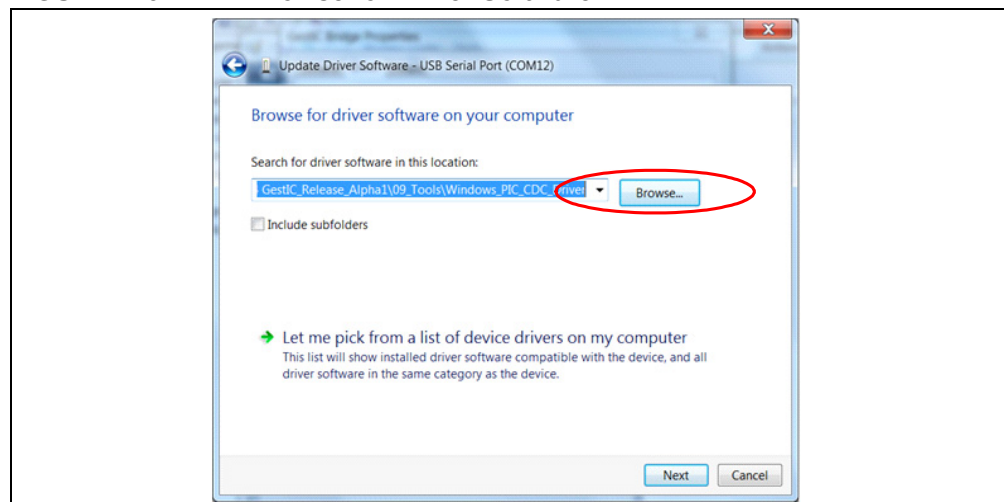 GestIC Bridge Properties
Update Driver Software - USB Serial Port (COM12)
Browse for driver software on your computer
Search for driver software in this location:
GestIC_Release_Alpha1\09_Tools\Windows_PIC_CDC_Driver
Browse...
Include subfolders
Let me pick from a list of device drivers on my computer
This list will show installed driver software compatible with the device, and all
driver software in the same category as the device.
Next
Cancel